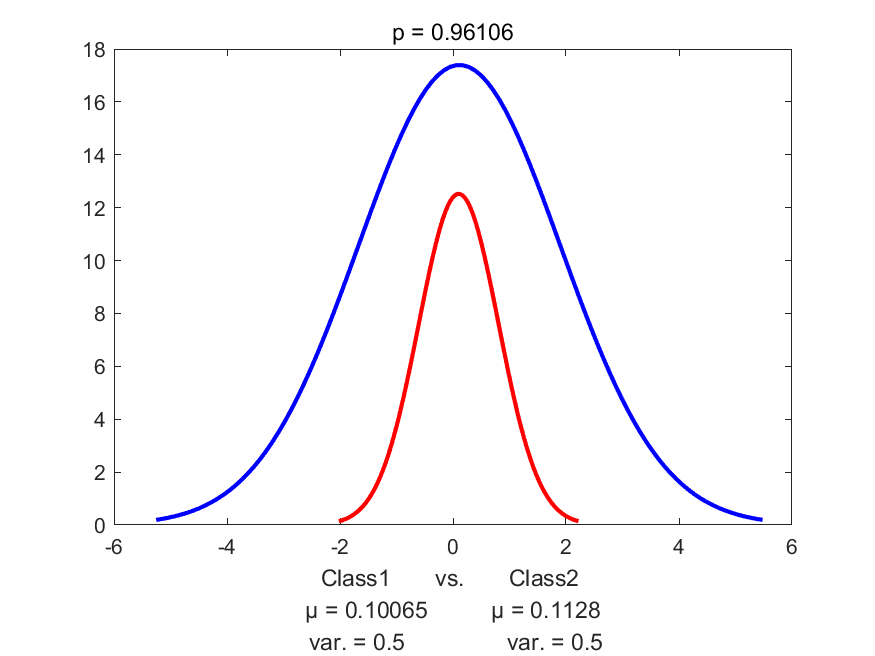 p = 0.96106
18
16
14
12
10
8
6
4
2
0
-6 -4 -2 0 2 4 6
Class1 vs. Class2
μ = 0.10065 μ = 0.1128
var. = 0.5 var. = 0.5